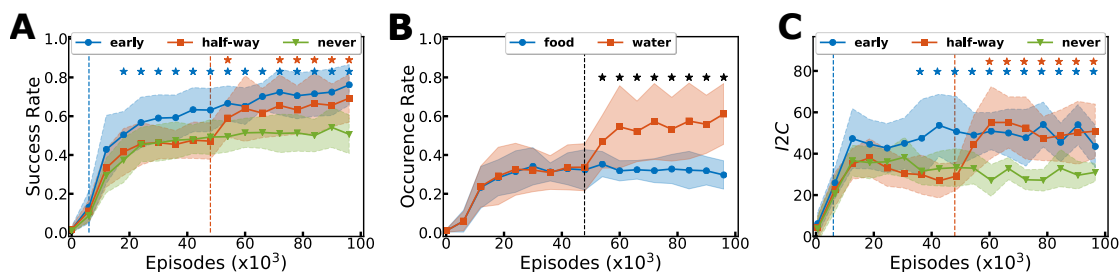 A
early half-way never
1.0
0.8
0.6
0.4
0.2
0.0
Success Rate
0 20 40 60 80 100
Episodes (x10³)
B
food water
1.0
0.8
0.6
0.4
0.2
0.0
Occurence Rate
0 20 40 60 80 100
Episodes (x10³)
C
early half-way never
80
60
40
20
0
I2C
0 20 40 60 80 100
Episodes (x10³)